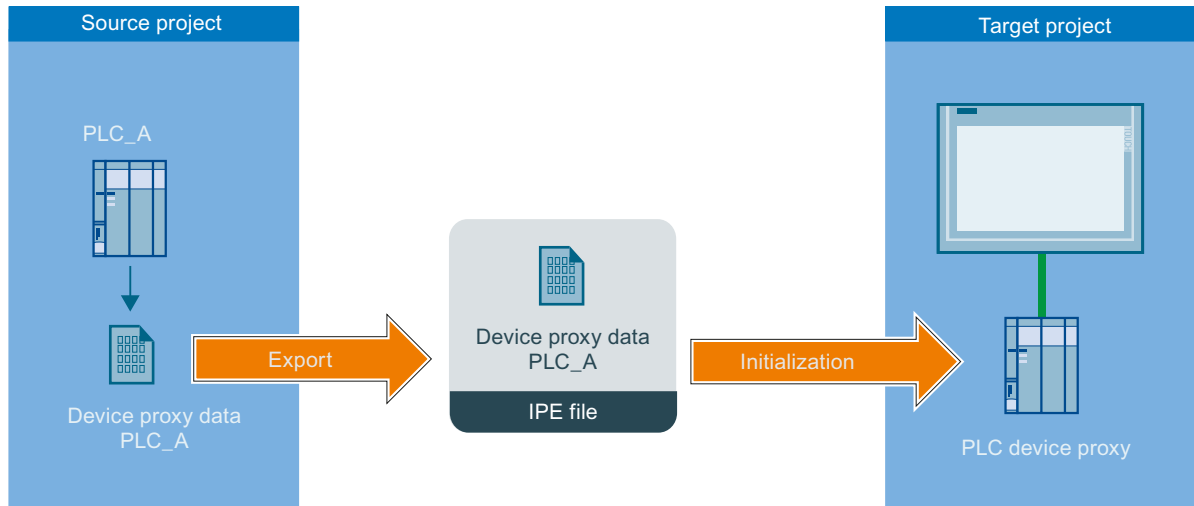 Source project
PLC_A
Device proxy data
PLC_A
Export
Device proxy data
PLC_A
IPE file
Initialization
Target project
TOUCH
PLC device proxy